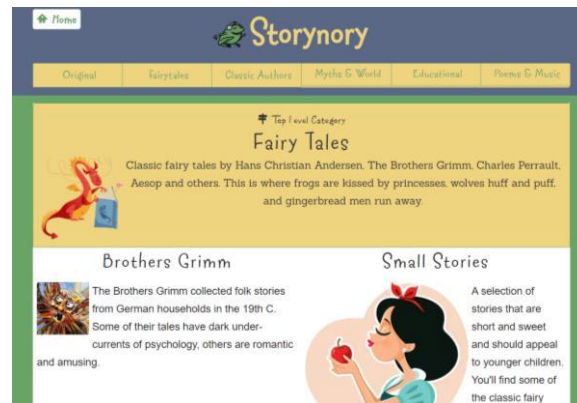 Home
Storynory
Original
Fairytales
Classic Authors
Myths & World
Educational
Poems & Music
Top Level Category
Fairy Tales
Classic fairy tales by Hans Christian Andersen, The Brothers Grimm, Charles Perrault,
Aesop and others. This is where frogs are kissed by princesses, wolves huff and puff,
and gingerbread men run away.
Brothers Grimm
The Brothers Grimm collected folk stories
from German households in the 19th C.
Some of their tales have dark under-
currents of psychology, others are romantic
and amusing.
Small Stories
A selection of
stories that are
short and sweet
and should appeal
to younger children.
You'll find some of
the classic fairy